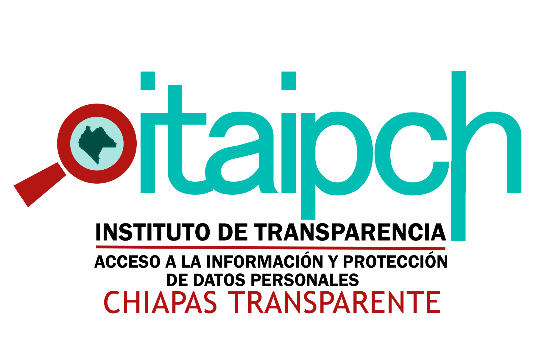 itaipch
INSTITUTO DE TRANSPARENCIA
ACCESO A LA INFORMACIÓN Y PROTECCIÓN
DE DATOS PERSONALES
CHIAPAS TRANSPARENTE